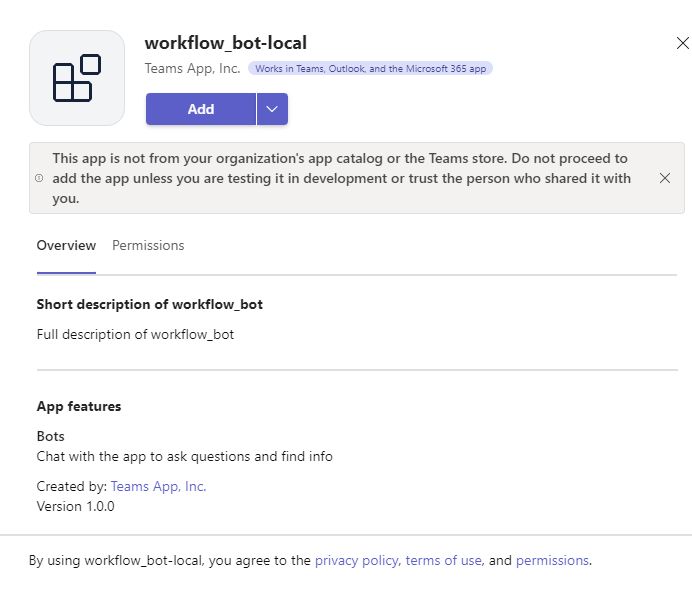 workflow_bot-local
Teams App, Inc. Works in Teams, Outlook, and the Microsoft 365 app
Add
This app is not from your organization's app catalog or the Teams store. Do not proceed to
add the app unless you are testing it in development or trust the person who shared it with
you.
Overview Permissions
Short description of workflow_bot
Full description of workflow_bot
App features
Bots
Chat with the app to ask questions and find info
Created by: Teams App, Inc.
Version 1.0.0
By using workflow_bot-local, you agree to the privacy policy, terms of use, and permissions.